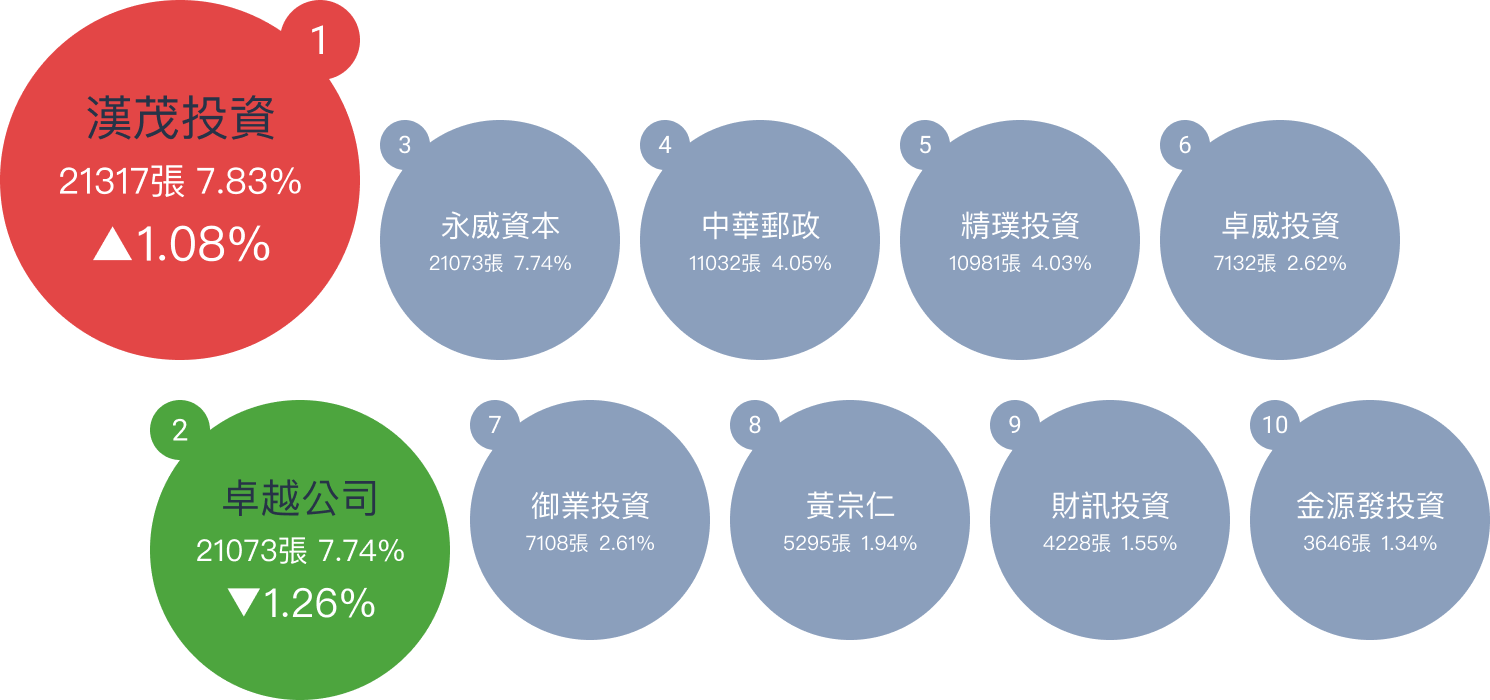 1
漢茂投資
21317張 7.83%
▲1.08%
3
永威資本
21073張 7.74%
4
中華郵政
11032張 4.05%
5
精璞投資
10981張 4.03%
6
卓威投資
7132張 2.62%
2
卓越公司
21073張 7.74%
▼1.26%
7
御業投資
7108張 2.61%
8
黃宗仁
5295張 1.94%
9
財訊投資
4228張 1.55%
10
金源發投資
3646張 1.34%